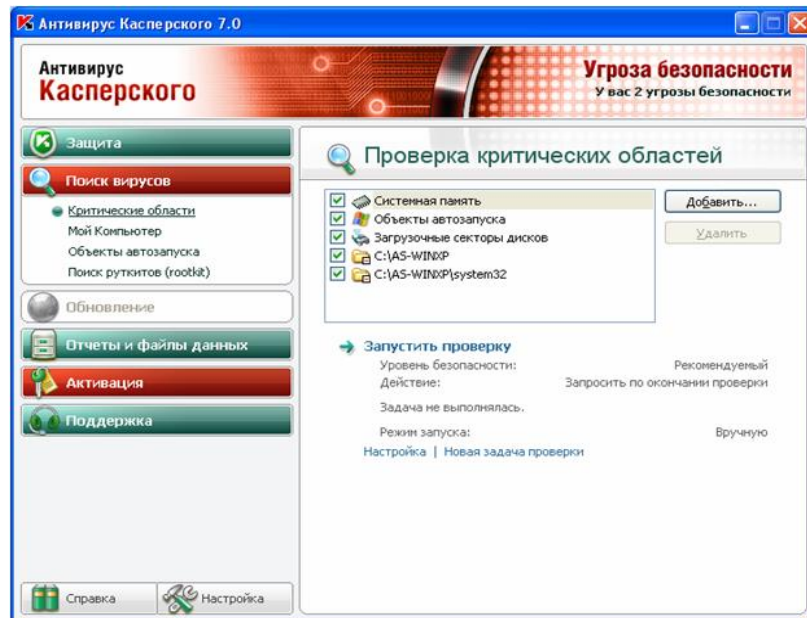 Антивирус Касперского 7.0
Антивирус
Касперского
Угроза безопасности
У вас 2 угрозы безопасности
Защита
Поиск вирусов
Критические области
Мой Компьютер
Объекты автозапуска
Поиск руткитов (rootkit)
Обновление
Отчеты и файлы данных
Активация
Поддержка
Справка
Настройка
Проверка критических областей
Системная память
Объекты автозапуска
Загрузочные секторы дисков
C:\AS-WINXP
C:\AS-WINXP\system32
Добавить...
Удалить
Запустить проверку
Уровень безопасности: Рекомендуемый
Действие: Запросить по окончании проверки
Задача не выполнялась.
Режим запуска: Вручную
Настройка | Новая задача проверки